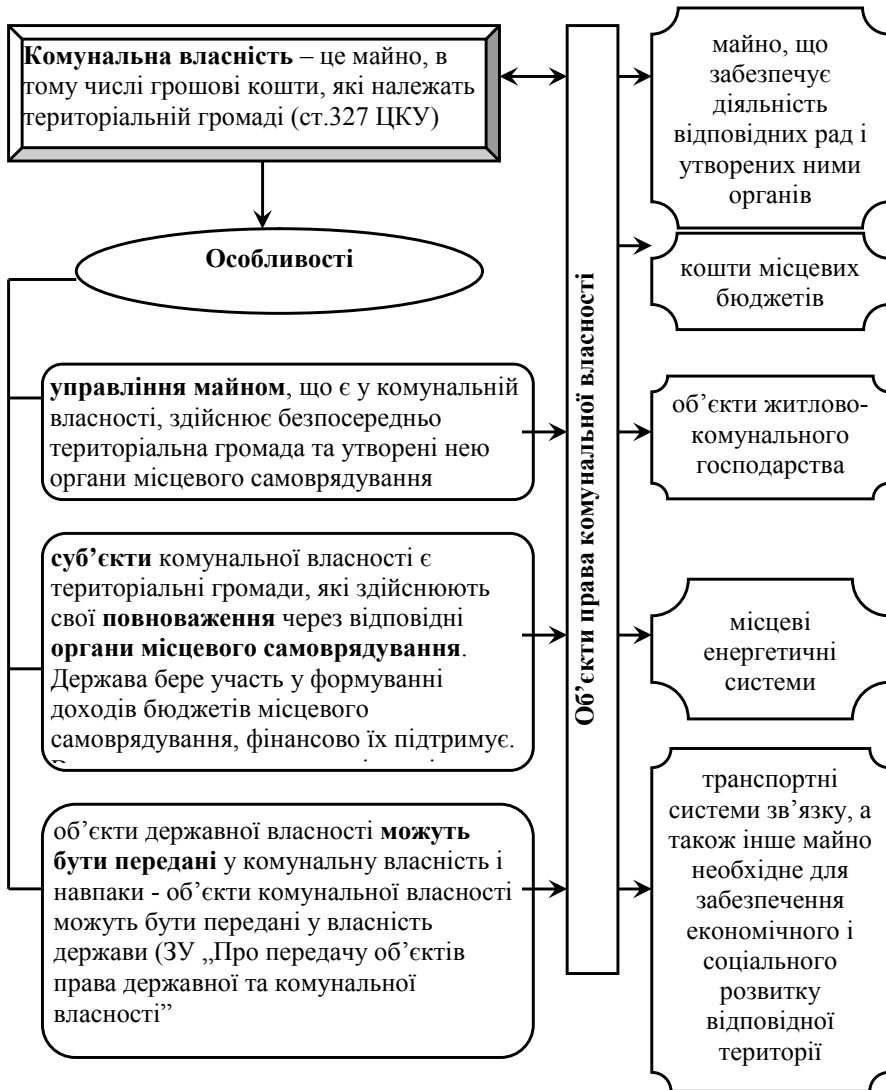 Комунальна власність – це майно, в
тому числі грошові кошти, які належать
територіальній громаді (ст.327 ЦКУ)
Особливості
управління майном, що є у комунальній
власності, здійснює безпосередньо
територіальна громада та утворені нею
органи місцевого самоврядування
суб’єкти комунальної власності є
територіальні громади, які здійснюють
свої повноваження через відповідні
органи місцевого самоврядування.
Держава бере участь у формуванні
доходів бюджетів місцевого
самоврядування, фінансово їх підтримує.
об’єкти державної власності можуть
бути передані у комунальну власність і
навпаки - об’єкти комунальної власності
можуть бути передані у власність
держави (ЗУ „Про передачу об’єктів
права державної та комунальної
власності”
Об’єкти права комунальної власності
майно, що
забезпечує
діяльність
відповідних рад і
утворених ними
органів
кошти місцевих
бюджетів
об’єкти житлово-
комунального
господарства
місцеві
енергетичні
системи
транспортні
системи зв’язку, а
також інше майно
необхідне для
забезпечення
економічного і
соціального
розвитку
відповідної
території